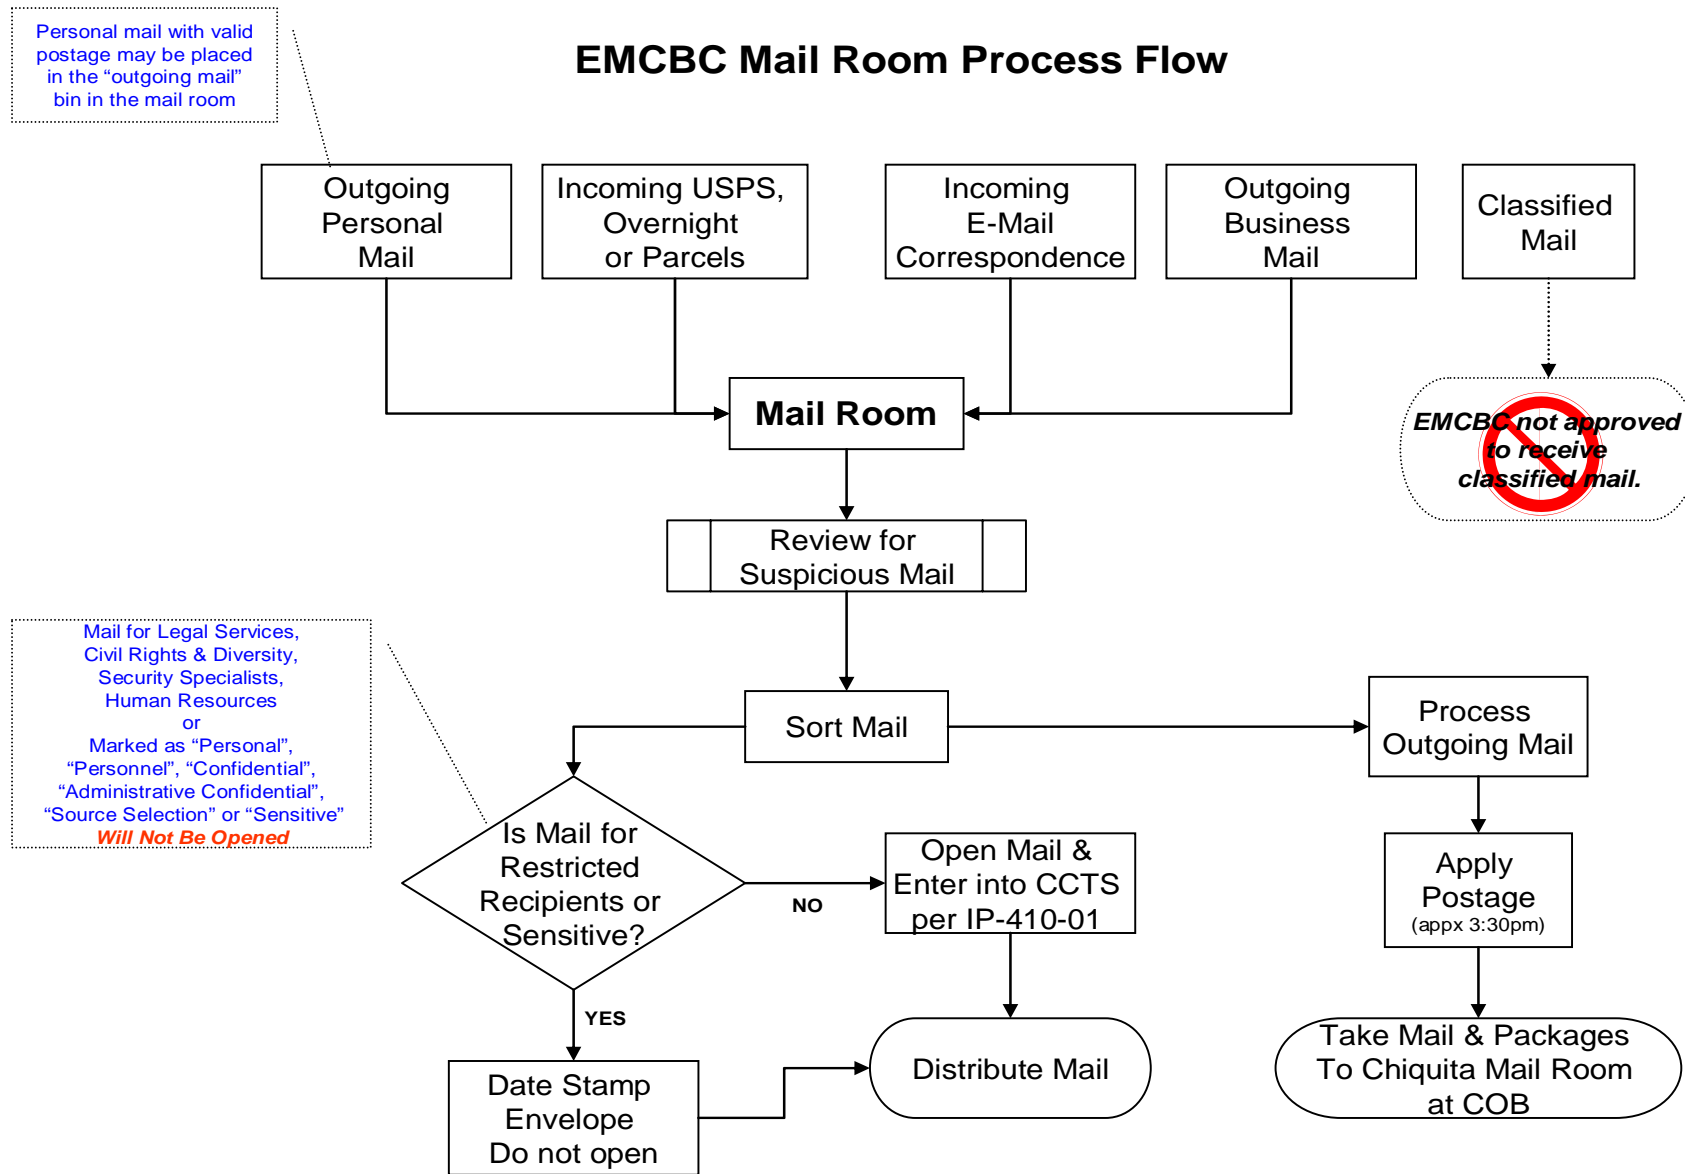 Personal mail with valid
postage may be placed
in the “outgoing mail”
bin in the mail room
EMCBC Mail Room Process Flow
Outgoing
Personal
Mail
Incoming USPS,
Overnight
or Parcels
Incoming
E-Mail
Correspondence
Outgoing
Business
Mail
Classified
Mail
Mail Room
EMCBC not approved
to receive
classified mail.
Review for
Suspicious Mail
Mail for Legal Services,
Civil Rights & Diversity,
Security Specialists,
Human Resources
or
Marked as “Personal”,
“Personnel”, “Confidential”,
“Administrative Confidential”,
“Source Selection” or “Sensitive”
Will Not Be Opened
Sort Mail
Process
Outgoing Mail
Is Mail for
Restricted
Recipients or
Sensitive?
NO
Open Mail &
Enter into CCTS
per IP-410-01
Apply
Postage
(appx 3:30pm)
YES
Date Stamp
Envelope
Do not open
Distribute Mail
Take Mail & Packages
To Chiquita Mail Room
at COB